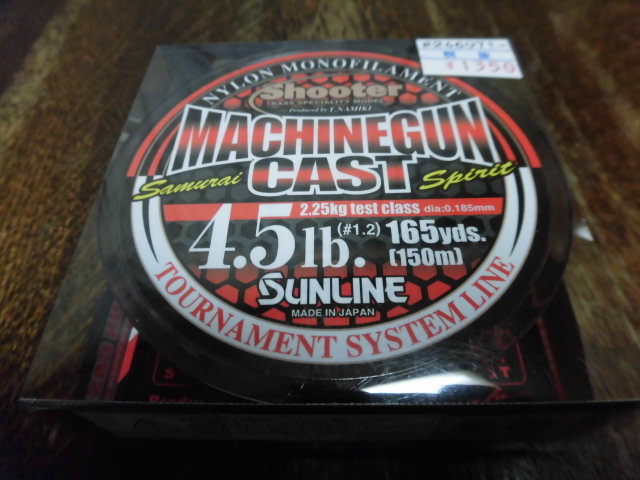 #246071-
¥1350
NYLON MONOFILAMENT
Shooter
BASS SPECIALITY MODEL
Produced by T.NAMIKI
MACHINEGUN
CAST
Samurai Spirit
2.25kg test class dia:0.185mm
4.5lb. (#1.2) 165yds.
[150m]
SUNLINE
MADE IN JAPAN
TOURNAMENT SYSTEM LINE